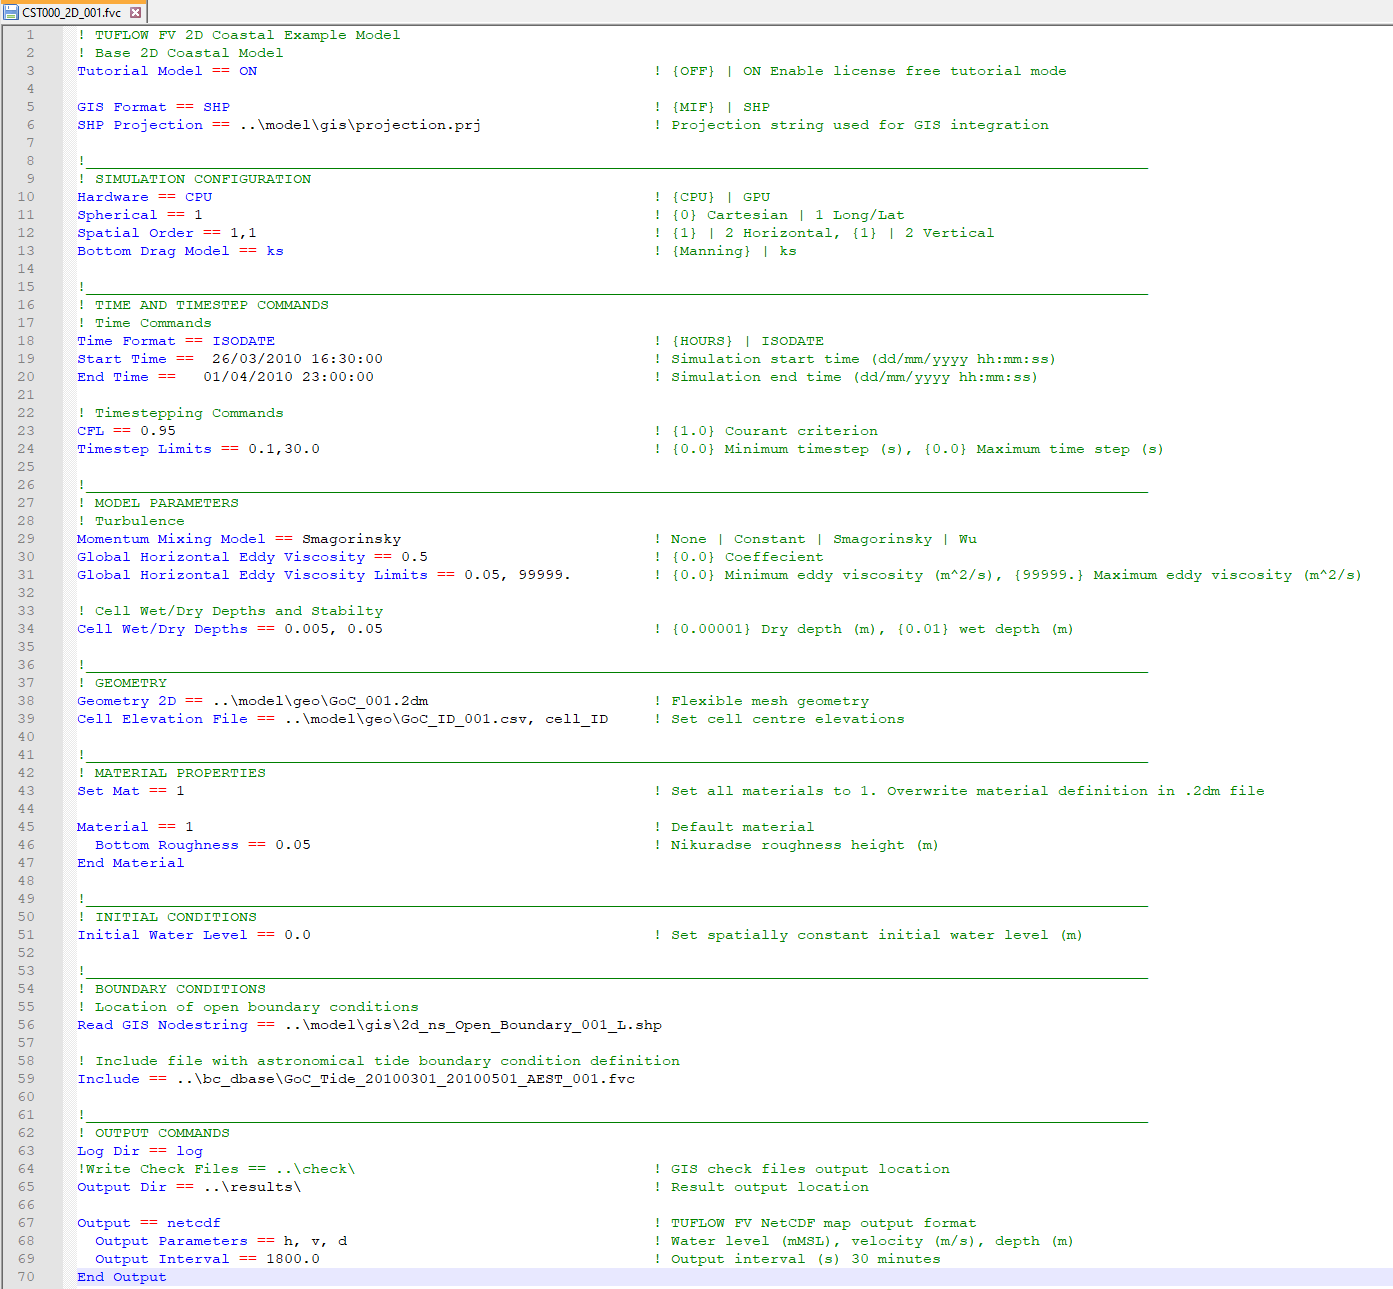 CST000_2D_001.fvc
1 ! TUFLOW FV 2D Coastal Example Model
2 ! Base 2D Coastal Model
3 Tutorial Model == ON ! {OFF} | ON Enable license free tutorial mode
4
5 GIS Format == SHP ! {MIF} | SHP
6 SHP Projection == ..\model\gis\projection.prj ! Projection string used for GIS integration
7
8 !
9 ! SIMULATION CONFIGURATION
10 Hardware == CPU ! {CPU} | GPU
11 Spherical == 1 ! {0} Cartesian | 1 Long/Lat
12 Spatial Order == 1,1 ! {1} | 2 Horizontal, {1} | 2 Vertical
13 Bottom Drag Model == ks ! {Manning} | ks
14
15 !
16 ! TIME AND TIMESTEP COMMANDS
17 ! Time Commands
18 Time Format == ISODATE ! {HOURS} | ISODATE
19 Start Time == 26/03/2010 16:30:00 ! Simulation start time (dd/mm/yyyy hh:mm:ss)
20 End Time == 01/04/2010 23:00:00 ! Simulation end time (dd/mm/yyyy hh:mm:ss)
21
22 ! Timestepping Commands
23 CFL == 0.95 ! {1.0} Courant criterion
24 Timestep Limits == 0.1,30.0 ! {0.0} Minimum timestep (s), {0.0} Maximum time step (s)
25
26 !
27 ! MODEL PARAMETERS
28 ! Turbulence
29 Momentum Mixing Model == Smagorinsky ! None | Constant | Smagorinsky | Wu
30 Global Horizontal Eddy Viscosity == 0.5 ! {0.0} Coeffecient
31 Global Horizontal Eddy Viscosity Limits == 0.05, 99999. ! {0.0} Minimum eddy viscosity (m^2/s), {99999.} Maximum eddy viscosity (m^2/s)
32
33 ! Cell Wet/Dry Depths and Stabilty
34 Cell Wet/Dry Depths == 0.005, 0.05 ! {0.00001} Dry depth (m), {0.01} wet depth (m)
35
36 !
37 ! GEOMETRY
38 Geometry 2D == ..\model\geo\GoC_001.2dm ! Flexible mesh geometry
39 Cell Elevation File == ..\model\geo\GoC_ID_001.csv, cell_ID ! Set cell centre elevations
40
41 !
42 ! MATERIAL PROPERTIES
43 Set Mat == 1 ! Set all materials to 1. Overwrite material definition in .2dm file
44
45 Material == 1 ! Default material
46 Bottom Roughness == 0.05 ! Nikuradse roughness height (m)
47 End Material
48
49 !
50 ! INITIAL CONDITIONS
51 Initial Water Level == 0.0 ! Set spatially constant initial water level (m)
52
53 !
54 ! BOUNDARY CONDITIONS
55 ! Location of open boundary conditions
56 Read GIS Nodestring == ..\model\gis\2d_ns_Open_Boundary_001_L.shp
57
58 ! Include file with astronomical tide boundary condition definition
59 Include == ..\bc_dbase\GoC_Tide_20100301_20100501_AEST_001.fvc
60
61 !
62 ! OUTPUT COMMANDS
63 Log Dir == log
64 !Write Check Files == ..\check\ ! GIS check files output location
65 Output Dir == ..\results\ ! Result output location
66
67 Output == netcdf ! TUFLOW FV NetCDF map output format
68 Output Parameters == h, v, d ! Water level (mMSL), velocity (m/s), depth (m)
69 Output Interval == 1800.0 ! Output interval (s) 30 minutes
70 End Output